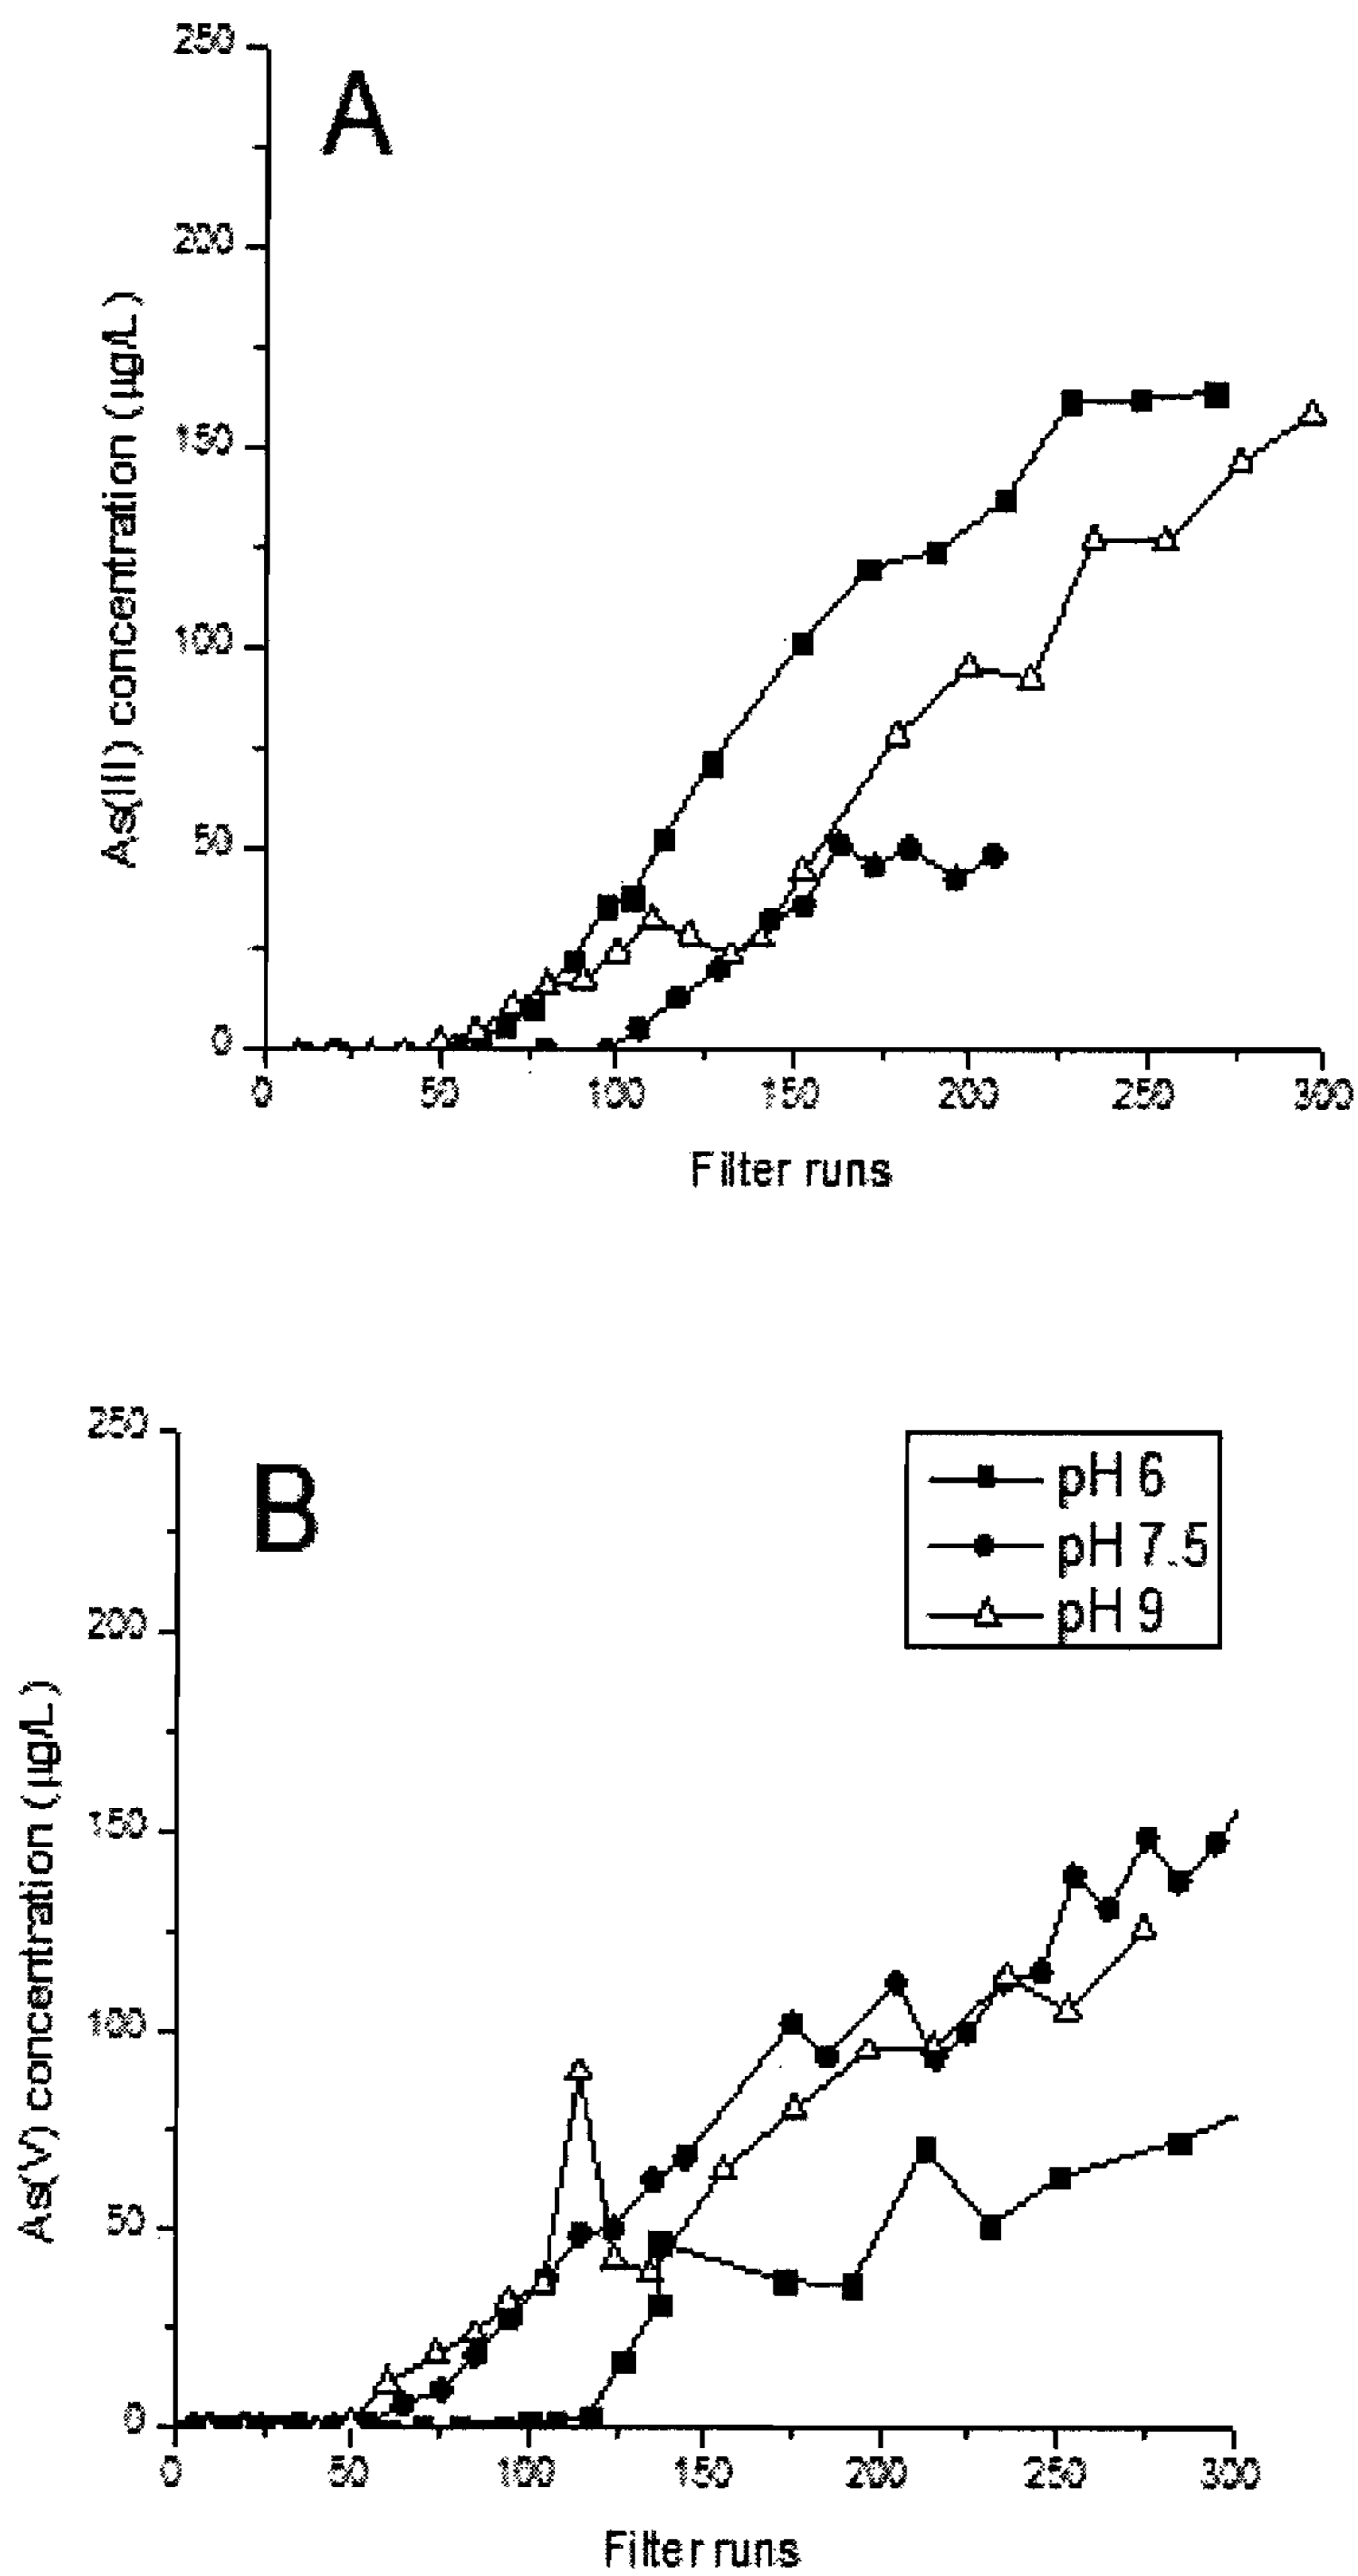 A
250
200
150
100
50
0
As(III) concentration (µg/L)
0 50 100 150 200 250 300
Filter runs
B
250
200
150
100
50
0
As(V) concentration (µg/L)
pH 6
pH 7.5
pH 9
0 50 100 150 200 250 300
Filter runs